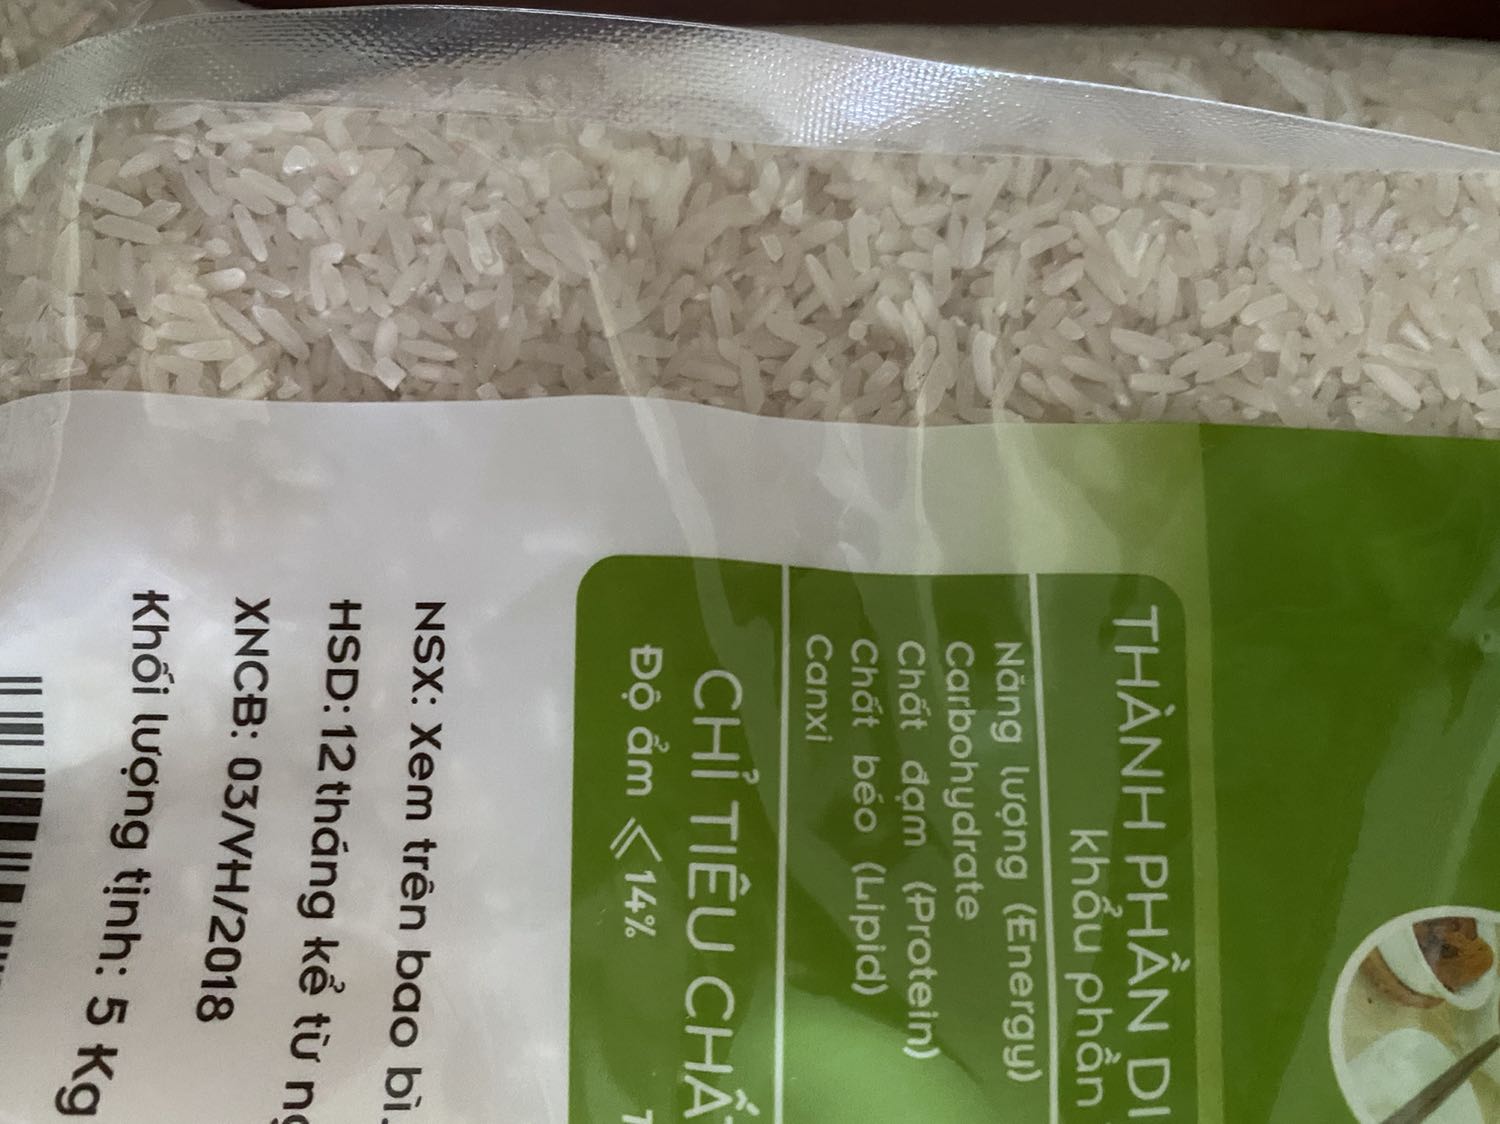 THÀNH PHẦN DI
khẩu phần
Năng lượng (Energy)
Carbohydrate
Chất đạm (Protein)
Chất béo (Lipid)
Canxi
CHỈ TIÊU CHẤT
Độ ẩm ⩽ 14%
NSX: Xem trên bao bì.
HSD: 12 tháng kể từ
XNCB: 03/VH/2018
Khối lượng tịnh: 5 Kg